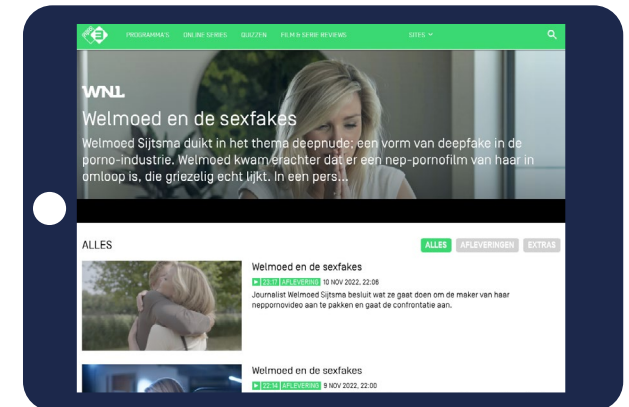 PROGRAMMA'S ONLINE SERIES QUIZZEN FILM & SERIE REVIEWS SITES
WNL
Welmoed en de sexfakes
Welmoed Sijtsma duikt in het thema deepnude: een vorm van deepfake in de
porno-industrie. Welmoed kwam erachter dat er een nep-pornofilm van haar in
omloop is, die griezelig echt lijkt. In een pers...
ALLES
ALLES AFLEVERINGEN EXTRAS
Welmoed en de sexfakes
23:17 AFLEVERING 10 NOV 2022, 22:06
Journalist Welmoed Sijtsma besluit wat ze gaat doen om de maker van haar
neppornovideo aan te pakken en gaat de confrontatie aan.
Welmoed en de sexfakes
22:14 AFLEVERING 9 NOV 2022, 22:00